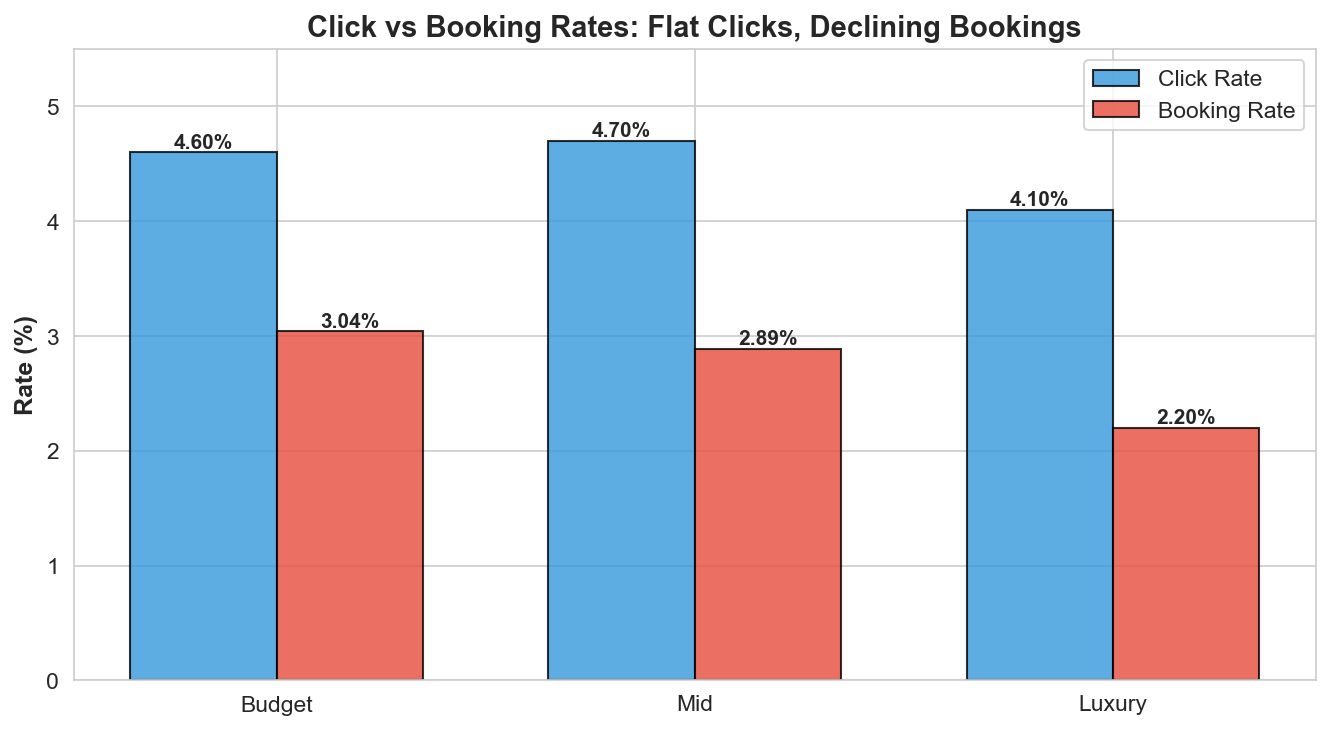 Click vs Booking Rates: Flat Clicks, Declining Bookings
Click Rate
Booking Rate
Rate (%)
5
4
3
2
1
0
4.60%
3.04%
4.70%
2.89%
4.10%
2.20%
Budget
Mid
Luxury